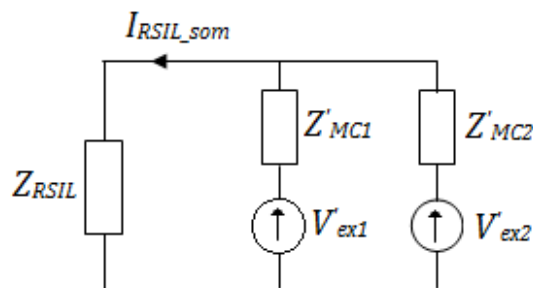 I_RSIL_som
Z'_MC1
Z'_MC2
Z_RSIL
V'_ex1
V'_ex2